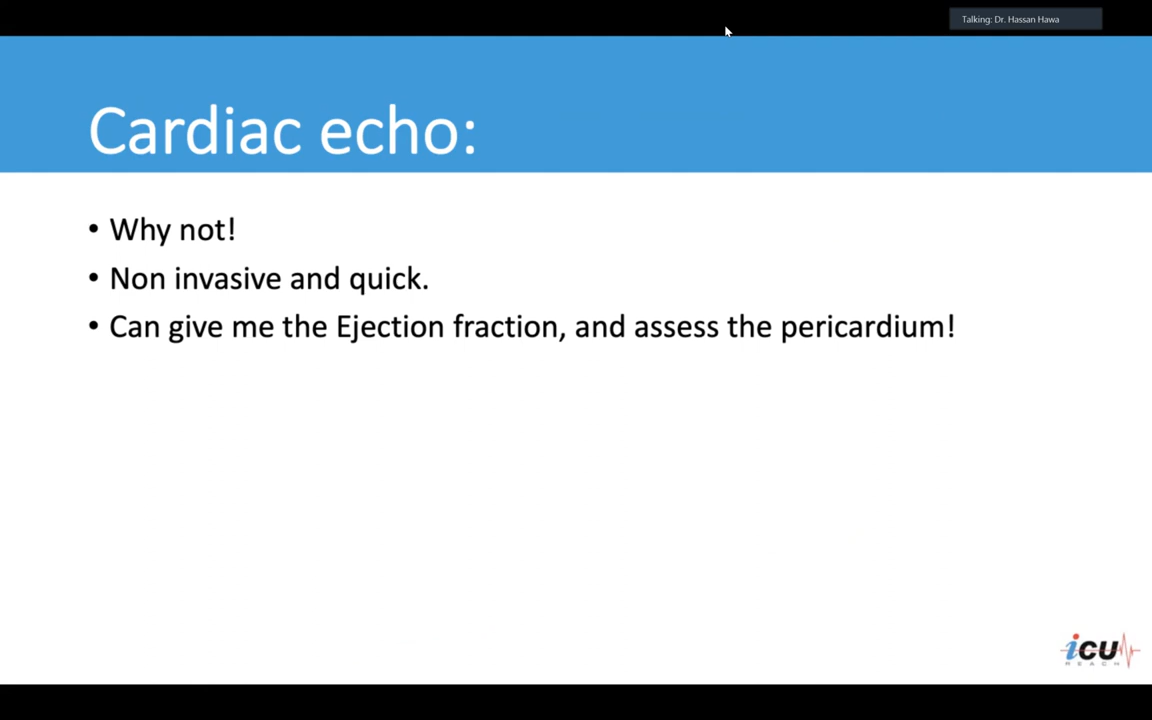 Talking: Dr. Hassan Hawa
Cardiac echo:
• Why not!
• Non invasive and quick.
• Can give me the Ejection fraction, and assess the pericardium!
iCU
REACH